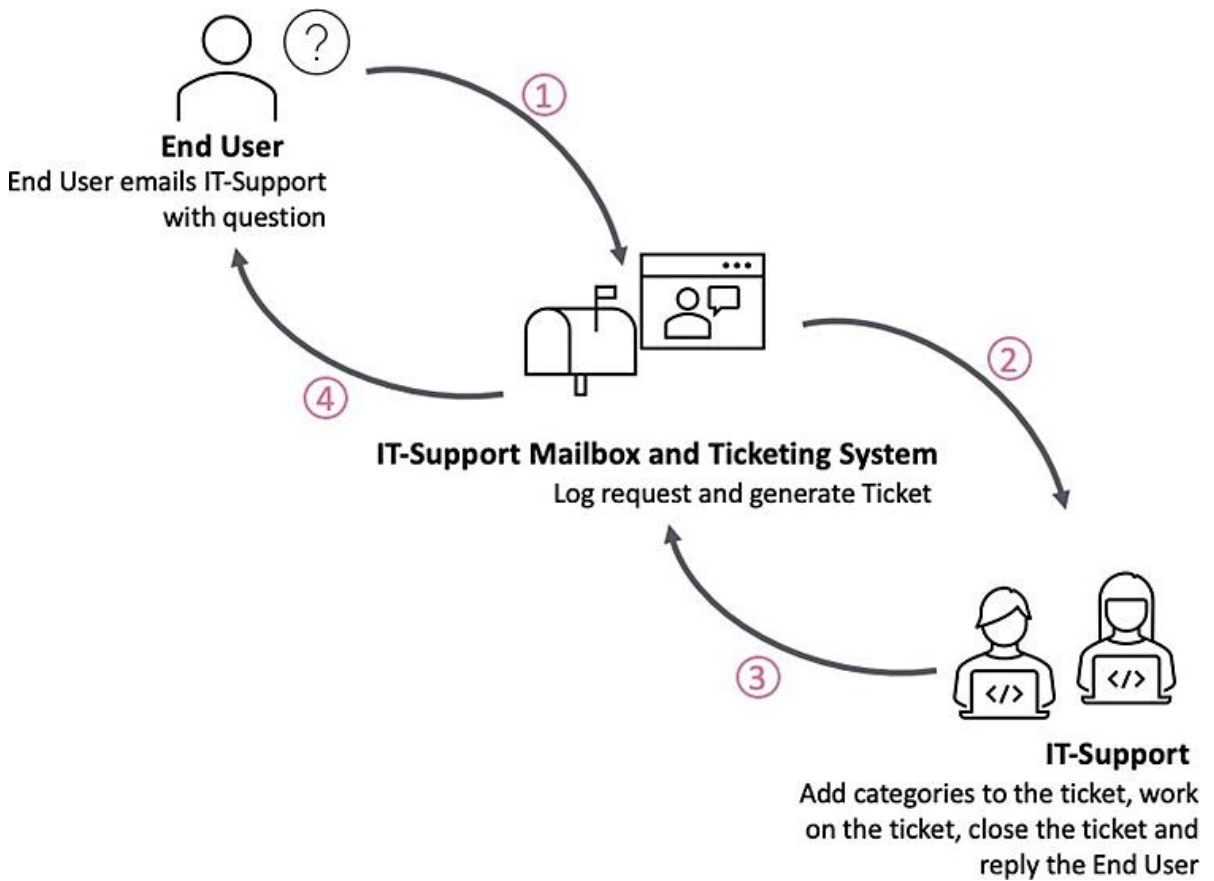 ?
1
End User
End User emails IT-Support
with question
2
4
IT-Support Mailbox and Ticketing System
Log request and generate Ticket
3
</>
</>
IT-Support
Add categories to the ticket, work
on the ticket, close the ticket and
reply the End User